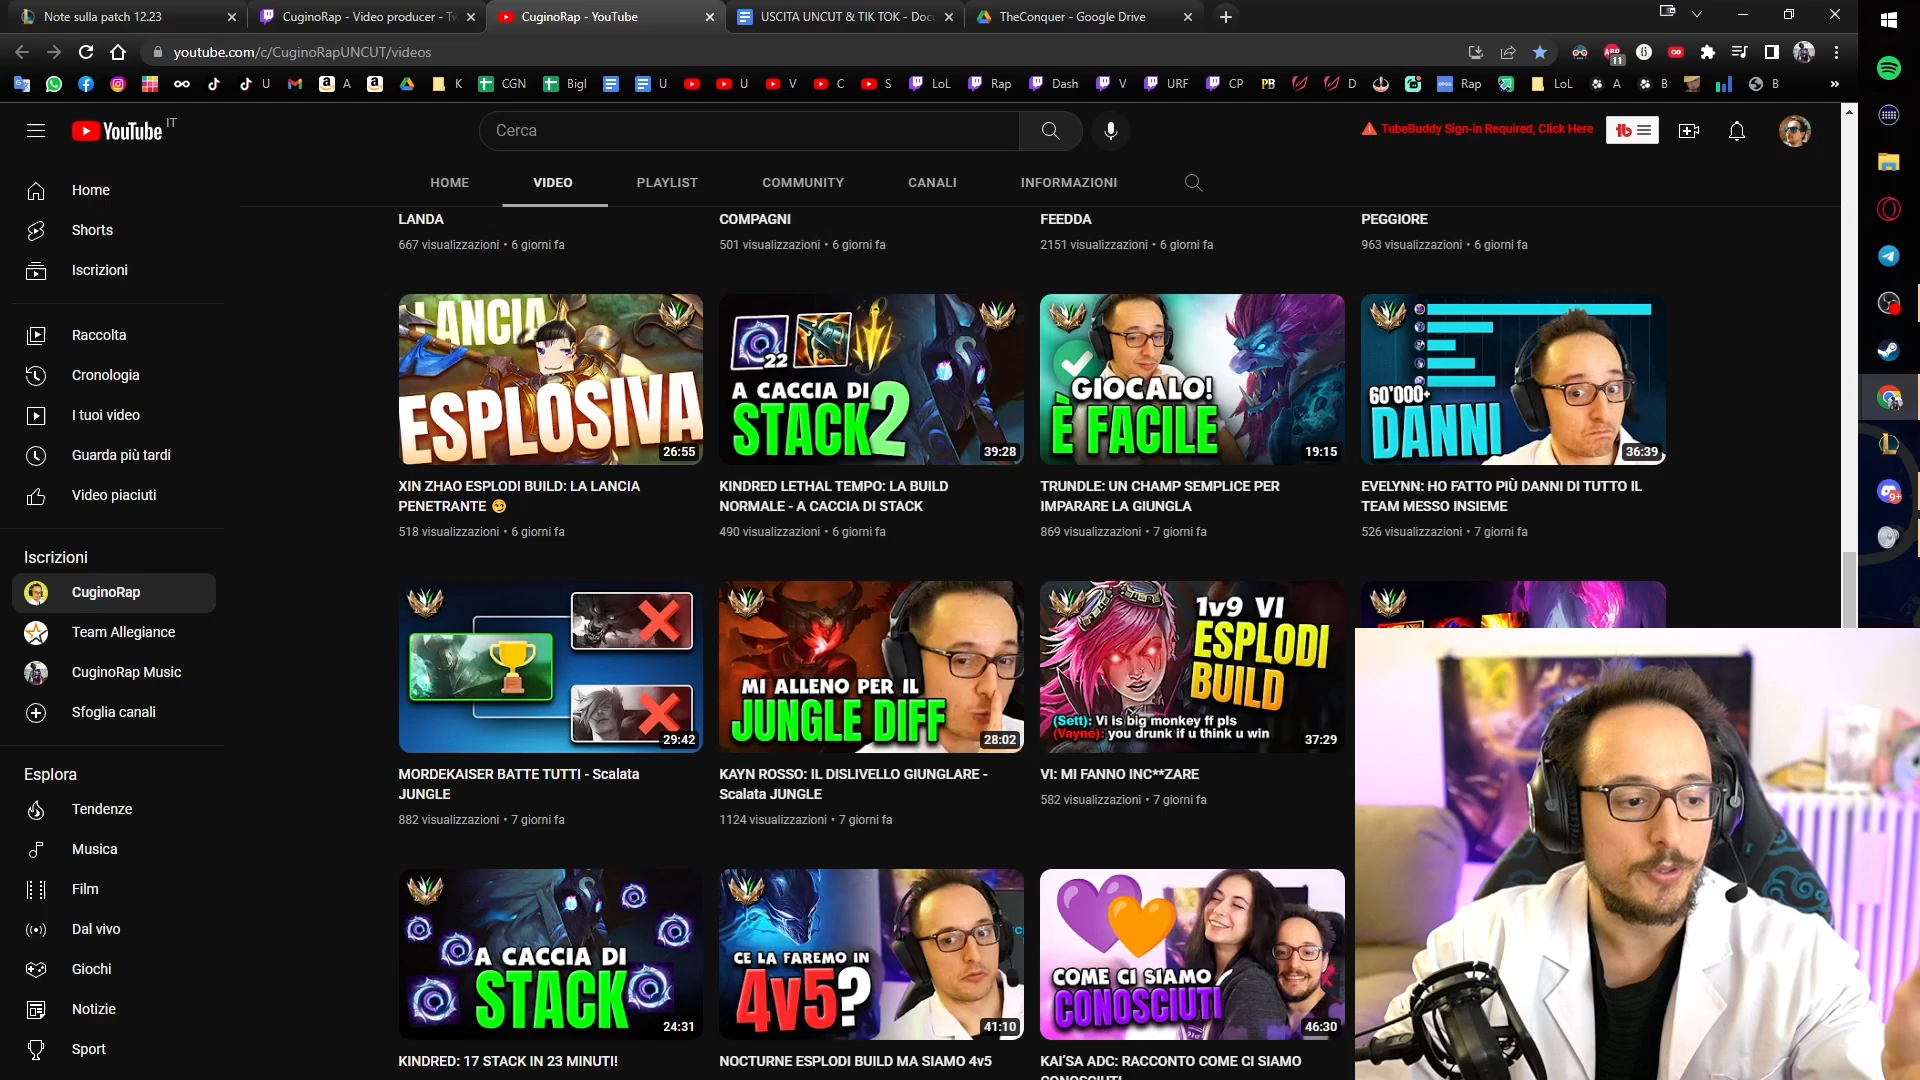 Note sulla patch 12.23
CuginoRap - Video producer - Tw
CuginoRap - YouTube
USCITA UNCUT & TIK TOK - Docu
TheConquer - Google Drive
youtube.com/c/CuginoRapUNCUT/videos
11
U
A
K
CGN
Bigl
U
U
V
C
S
LoL
Rap
Dash
V
URF
CP
PB
D
Rap
LoL
A
B
B
»
YouTube IT
Cerca
TubeBuddy Sign-in Required, Click Here
tb
HOME
VIDEO
PLAYLIST
COMMUNITY
CANALI
INFORMAZIONI
Home
Shorts
Iscrizioni
Raccolta
Cronologia
I tuoi video
Guarda più tardi
Video piaciuti
Iscrizioni
CuginoRap
Team Allegiance
CuginoRap Music
Sfoglia canali
Esplora
Tendenze
Musica
Film
Dal vivo
Giochi
Notizie
Sport
LANDA
667 visualizzazioni • 6 giorni fa
COMPAGNI
501 visualizzazioni • 6 giorni fa
FEEDDA
2151 visualizzazioni • 6 giorni fa
PEGGIORE
963 visualizzazioni • 6 giorni fa
LANCIA
ESPLOSIVA
26:55
XIN ZHAO ESPLODI BUILD: LA LANCIA
PENETRANTE 😏
518 visualizzazioni • 6 giorni fa
22
A CACCIA DI
STACK 2
39:28
KINDRED LETHAL TEMPO: LA BUILD
NORMALE - A CACCIA DI STACK
490 visualizzazioni • 6 giorni fa
GIOCALO!
È FACILE
19:15
TRUNDLE: UN CHAMP SEMPLICE PER
IMPARARE LA GIUNGLA
869 visualizzazioni • 7 giorni fa
60'000+
DANNI
36:39
EVELYNN: HO FATTO PIÙ DANNI DI TUTTO IL
TEAM MESSO INSIEME
526 visualizzazioni • 7 giorni fa
29:42
MORDEKAISER BATTE TUTTI - Scalata
JUNGLE
882 visualizzazioni • 7 giorni fa
MI ALLENO PER IL
JUNGLE DIFF
28:02
KAYN ROSSO: IL DISLIVELLO GIUNGLARE -
Scalata JUNGLE
1124 visualizzazioni • 7 giorni fa
1v9 VI
ESPLODI
BUILD
(Sett): Vi is big monkey ff pls
(Vayne): you drunk if u think u win
37:29
VI: MI FANNO INC**ZARE
582 visualizzazioni • 7 giorni fa
A CACCIA DI
STACK
24:31
KINDRED: 17 STACK IN 23 MINUTI!
CE LA FAREMO IN
4v5?
41:10
NOCTURNE ESPLODI BUILD MA SIAMO 4v5
COME CI SIAMO
CONOSCIUTI
46:30
KAI'SA ADC: RACCONTO COME CI SIAMO
CONOSCIUTI
9+